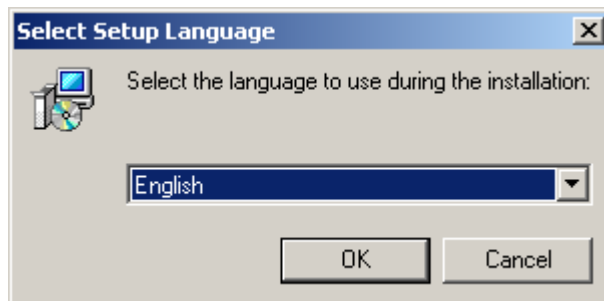 Select Setup Language
Select the language to use during the installation:
English
OK
Cancel